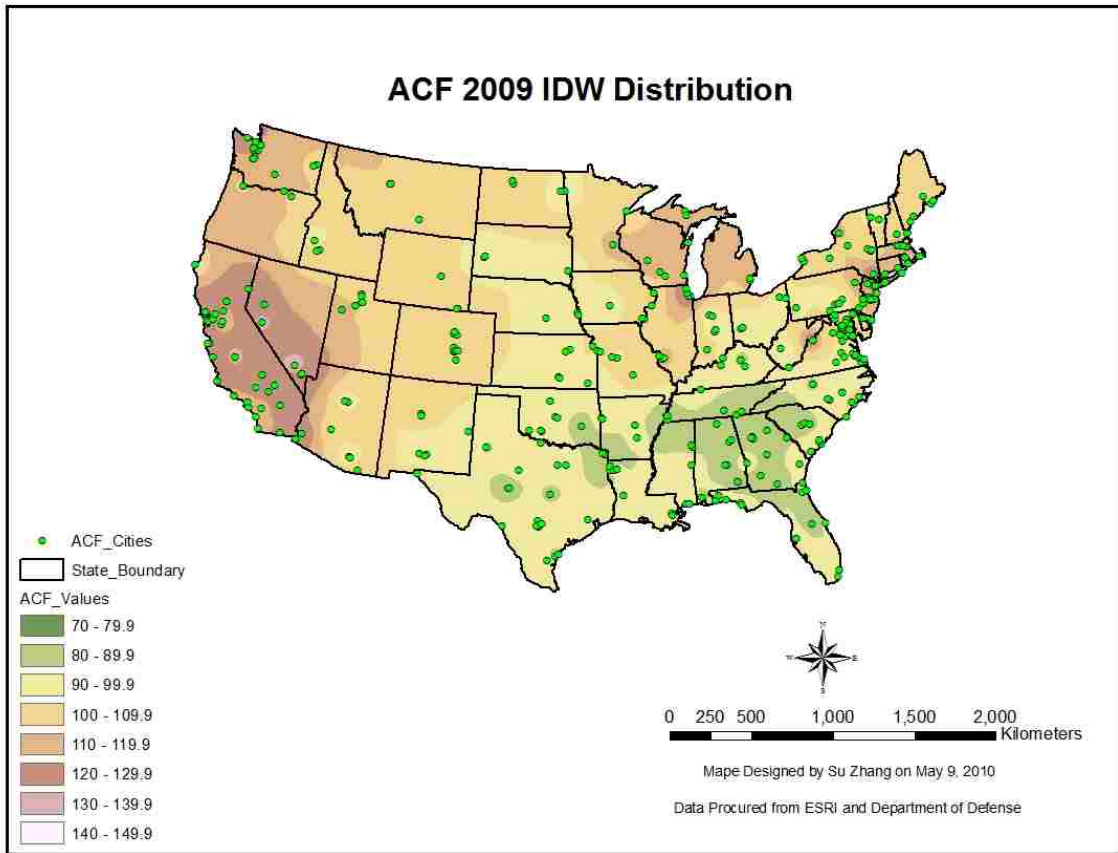 ACF 2009 IDW Distribution
ACF_Cities
State_Boundary
ACF_Values
70 - 79.9
80 - 89.9
90 - 99.9
100 - 109.9
110 - 119.9
120 - 129.9
130 - 139.9
140 - 149.9
N
W E
S
0 250 500 1,000 1,500 2,000
Kilometers
Mape Designed by Su Zhang on May 9, 2010
Data Procured from ESRI and Department of Defense